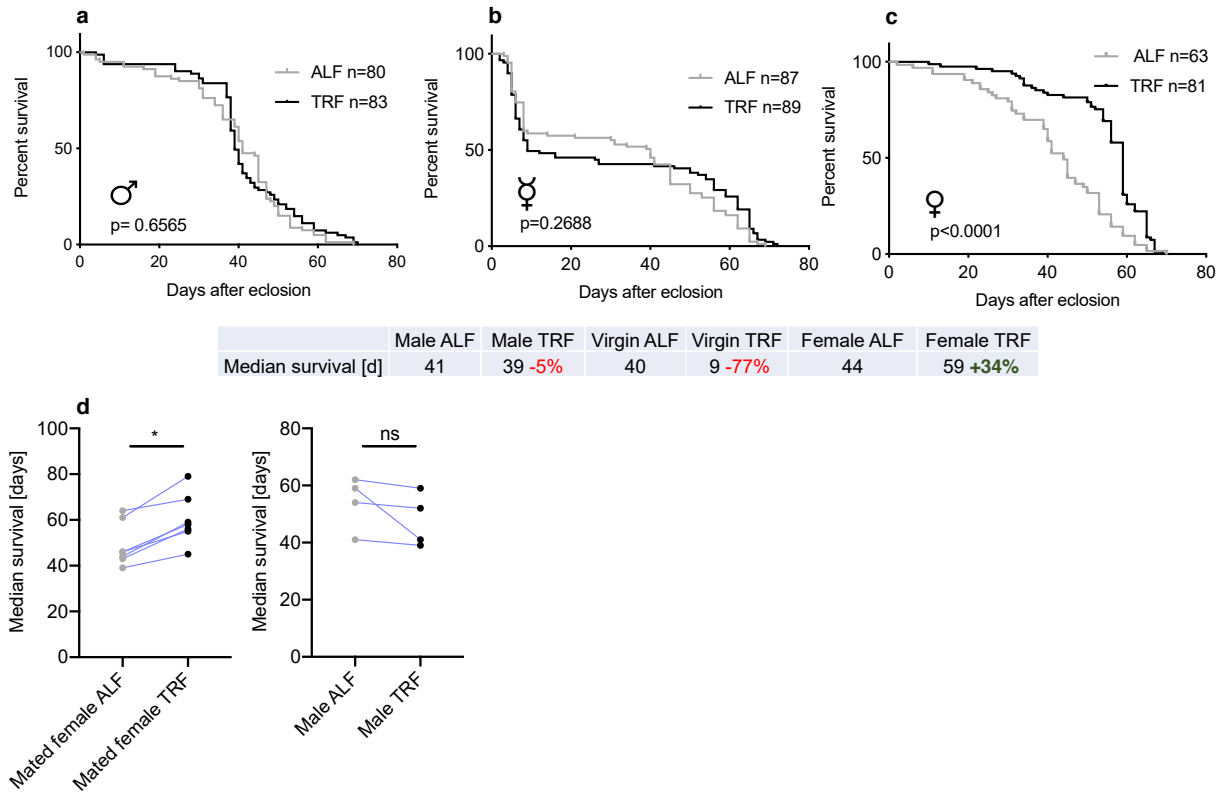 a
Percent survival
100
50
0
ALF n=80
TRF n=83
p= 0.6565
0 20 40 60 80
Days after eclosion
b
Percent survival
100
50
0
ALF n=87
TRF n=89
p=0.2688
0 20 40 60 80
Days after eclosion
c
Percent survival
100
50
0
ALF n=63
TRF n=81
p<0.0001
0 20 40 60 80
Days after eclosion
Male ALF Male TRF Virgin ALF Virgin TRF Female ALF Female TRF
Median survival [d] 41 39 -5% 40 9 -77% 44 59 +34%
d
Median survival [days]
100
80
60
40
20
0
*
Mated female ALF
Mated female TRF
Median survival [days]
80
60
40
20
0
ns
Male ALF
Male TRF